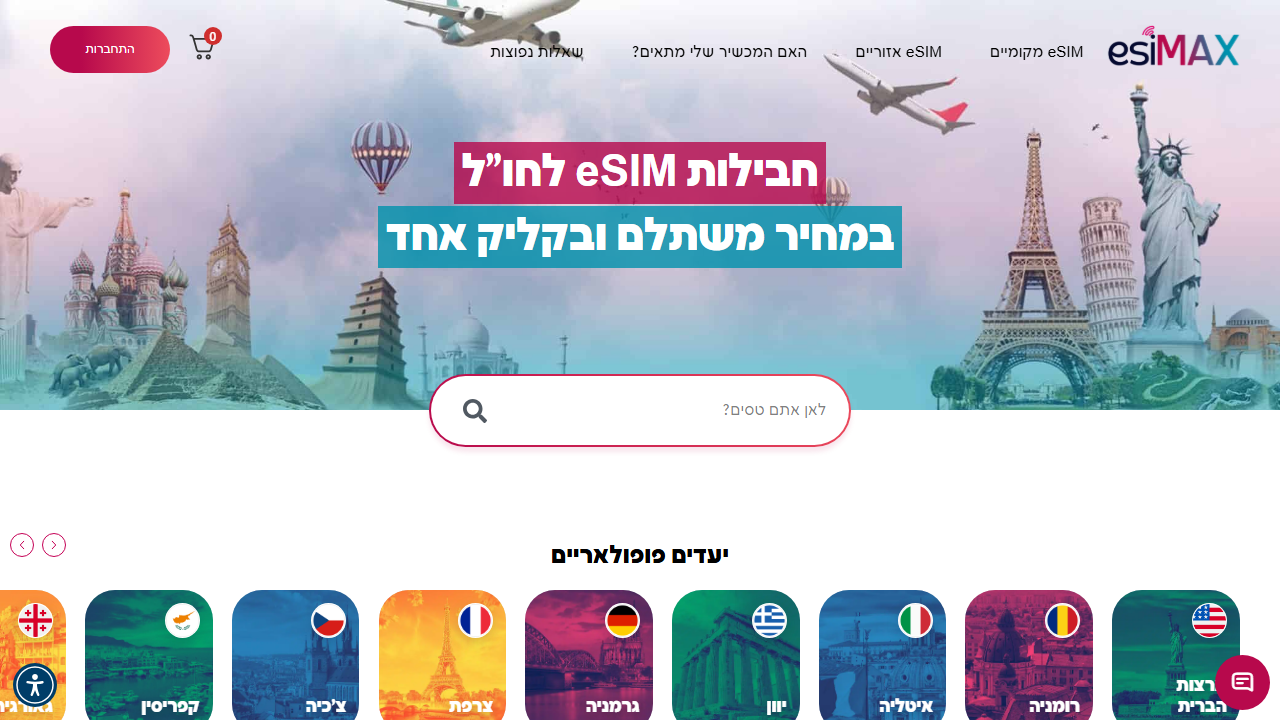 esiMAX
eSIM מקומיים
eSIM אזוריים
האם המכשיר שלי מתאים?
שאלות נפוצות
0
התחברות
חבילות eSIM לחו"ל
במחיר משתלם ובקליק אחד
לאן אתם טסים?
יעדים פופולאריים
ארצות
הברית
רומניה
איטליה
יוון
גרמניה
צרפת
צ'כיה
קפריסין